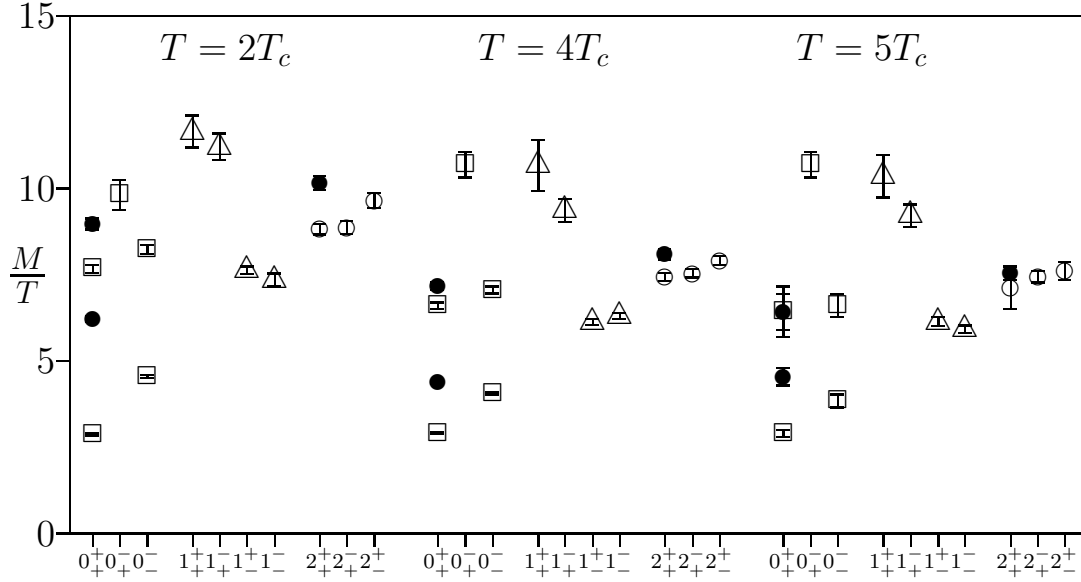 15
T = 2T_c T = 4T_c T = 5T_c
10
M/T
5
0
0^+_+ 0^-_+ 0^-_- 1^+_+ 1^-_+ 1^+_- 1^-_- 2^+_+ 2^-_+ 2^+_- 0^+_+ 0^-_+ 0^-_- 1^+_+ 1^-_+ 1^+_- 1^-_- 2^+_+ 2^-_+ 2^+_- 0^+_+ 0^-_+ 0^-_- 1^+_+ 1^-_+ 1^+_- 1^-_- 2^+_+ 2^-_+ 2^+_-